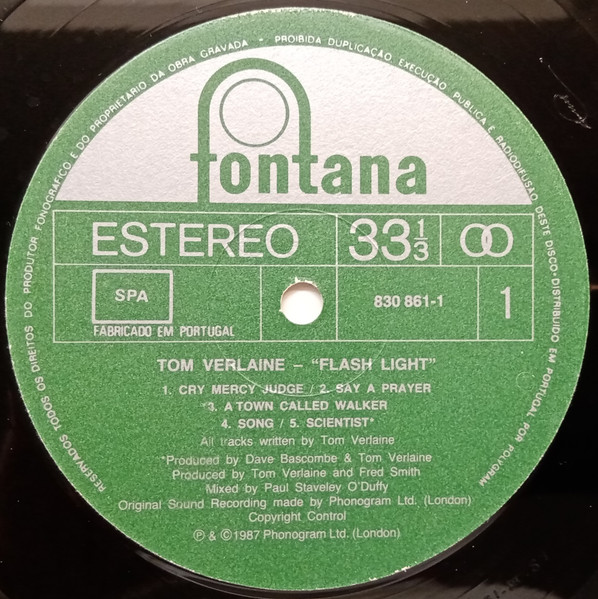 RESERVADOS TODOS OS DIREITOS DO PRODUTOR FONOGRÁFICO E DO PROPRIETÁRIO DA OBRA GRAVADA • PROIBIDA DUPLICAÇÃO, EXECUÇÃO, PÚBLICA E RADIODIFUSÃO DESTE DISCO • DISTRIBUIDO EM PORTUGAL POR POLYGRAM
fontana
ESTEREO 33 1/3
SPA 830 861-1 1
FABRICADO EM PORTUGAL
TOM VERLAINE – “FLASH LIGHT”
1. CRY MERCY JUDGE / 2. SAY A PRAYER
*3. A TOWN CALLED WALKER
4. SONG / 5. SCIENTIST*
All tracks written by Tom Verlaine
*Produced by Dave Bascombe & Tom Verlaine
Produced by Tom Verlaine and Fred Smith
Mixed by Paul Staveley O'Duffy
Original Sound Recording made by Phonogram Ltd. (London)
Copyright Control
℗ & ©1987 Phonogram Ltd. (London)